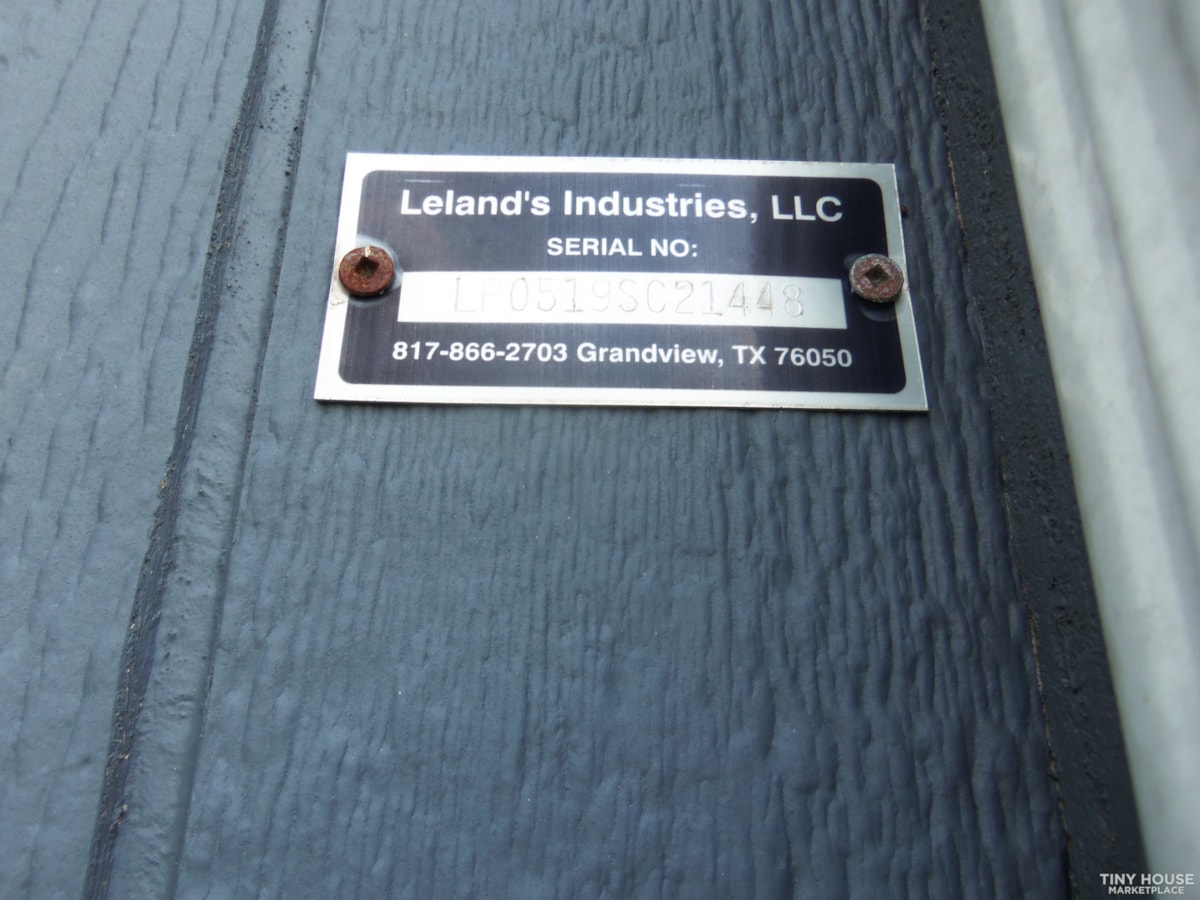 Leland's Industries, LLC
SERIAL NO:
LP0519SC21448
817-866-2703 Grandview, TX 76050
TINY HOUSE
MARKETPLACE